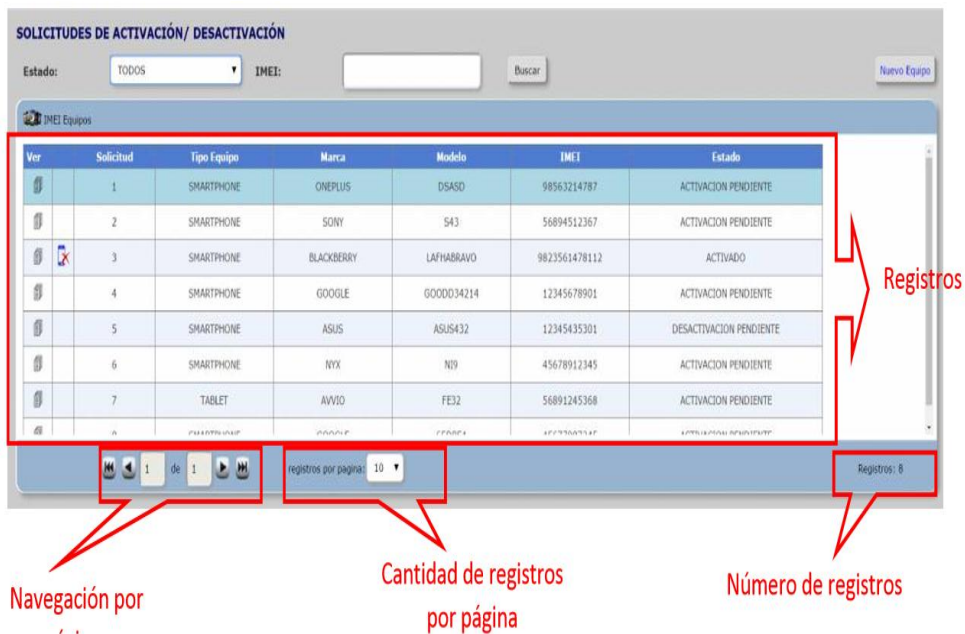 SOLICITUDES DE ACTIVACIÓN/ DESACTIVACIÓN
Estado: TODOS IMEI: Buscar Nuevo Equipo
IMEI Equipos
Ver Solicitud Tipo Equipo Marca Modelo IMEI Estado
1 SMARTPHONE ONEPLUS DSASD 98563214787 ACTIVACION PENDIENTE
2 SMARTPHONE SONY S43 56894512367 ACTIVACION PENDIENTE
3 SMARTPHONE BLACKBERRY LAFHABRAVO 9823561478112 ACTIVADO
Registros
4 SMARTPHONE GOOGLE GOODD34214 12345678901 ACTIVACION PENDIENTE
5 SMARTPHONE ASUS ASUS432 12345435301 DESACTIVACION PENDIENTE
6 SMARTPHONE NYX NI9 45678912345 ACTIVACION PENDIENTE
7 TABLET AVVIO FE32 56891245368 ACTIVACION PENDIENTE
SMARTPHONE GOOGLE ACTIVACION PENDIENTE
1 de 1 registros por pagina: 10 Registros: 8
Navegación por
Cantidad de registros
por página
Número de registros